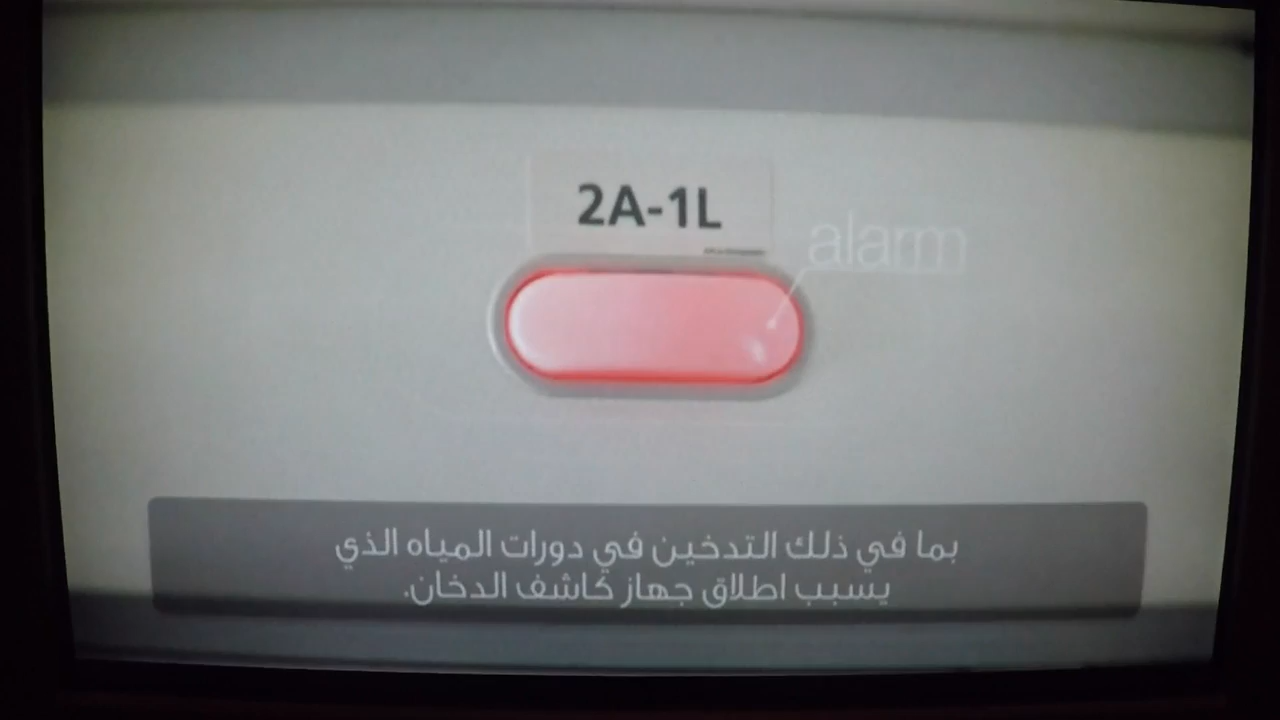 2A-1L
alarm
بما في ذلك التدخين في دورات المياه الذي
يسبب اطلاق جهاز كاشف الدخان.